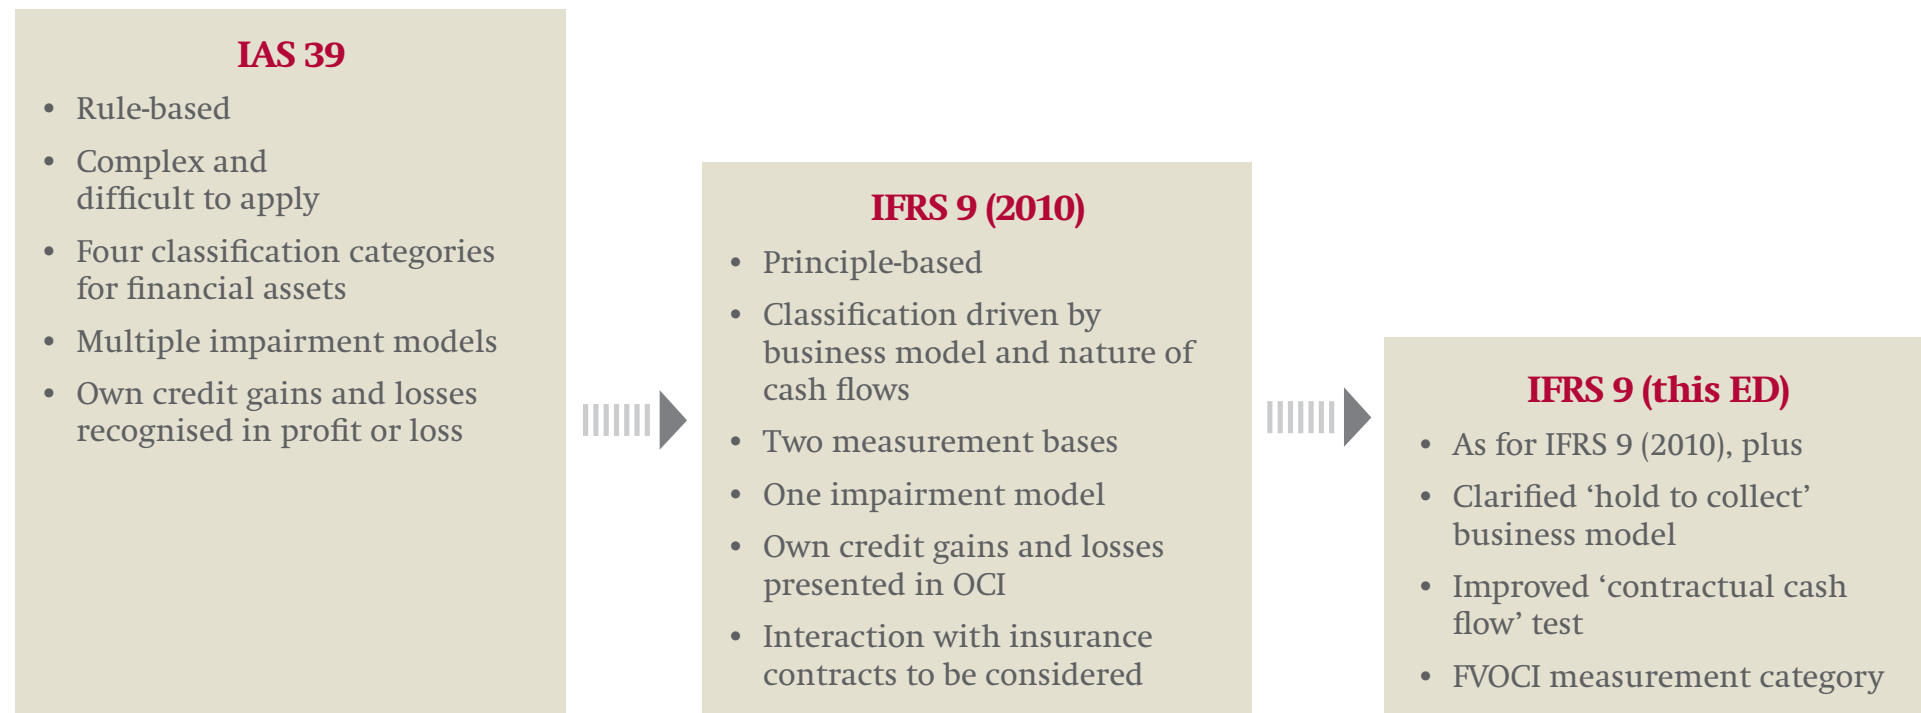 IAS 39
• Rule-based
• Complex and
difficult to apply
• Four classification categories
for financial assets
• Multiple impairment models
• Own credit gains and losses
recognised in profit or loss
IFRS 9 (2010)
• Principle-based
• Classification driven by
business model and nature of
cash flows
• Two measurement bases
• One impairment model
• Own credit gains and losses
presented in OCI
• Interaction with insurance
contracts to be considered
IFRS 9 (this ED)
• As for IFRS 9 (2010), plus
• Clarified ‘hold to collect’
business model
• Improved ‘contractual cash
flow’ test
• FVOCI measurement category